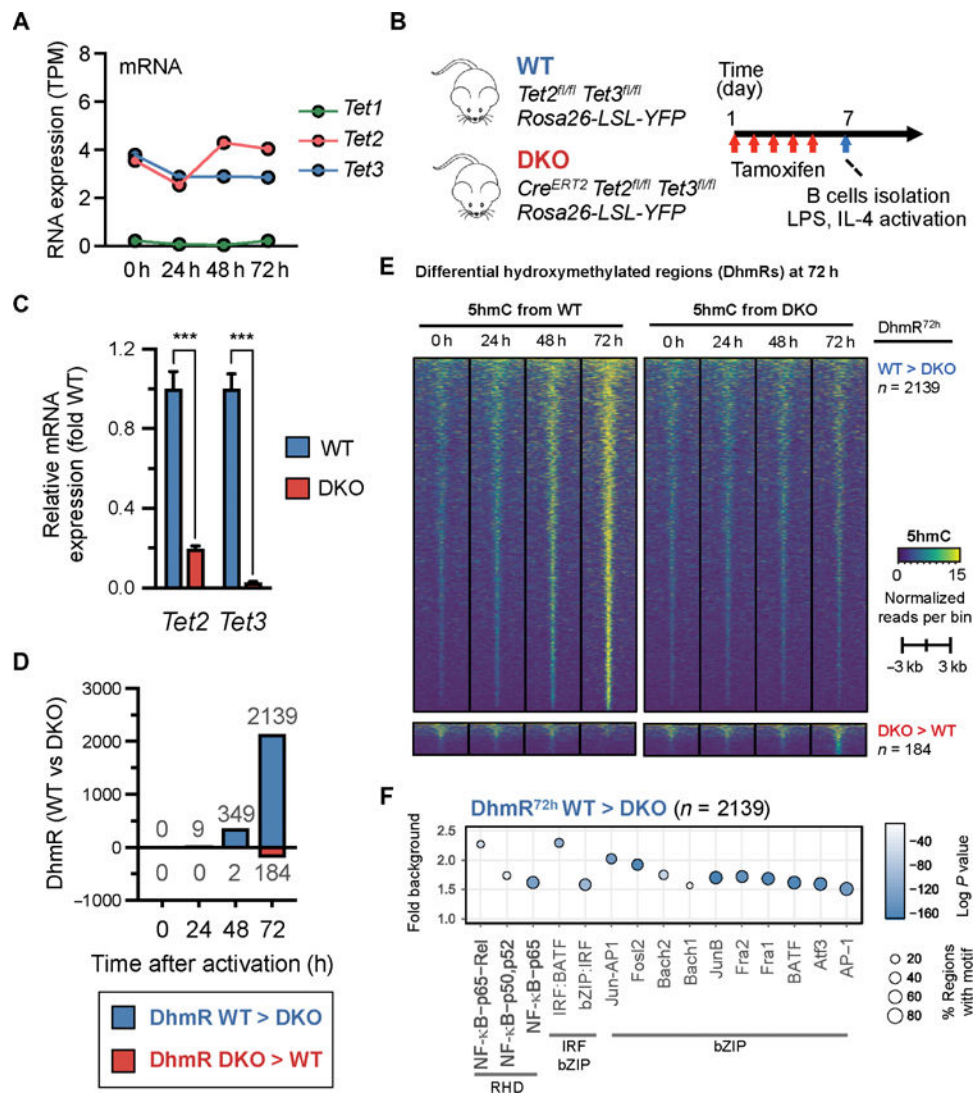 A
RNA expression (TPM)
8
6
4
2
0
mRNA
Tet1
Tet2
Tet3
0 h 24 h 48 h 72 h
B
WT
Tet2fl/fl Tet3fl/fl
Rosa26-LSL-YFP
DKO
CreERT2 Tet2fl/fl Tet3fl/fl
Rosa26-LSL-YFP
Time
(day)
1 7
Tamoxifen
B cells isolation
LPS, IL-4 activation
C
Relative mRNA
expression (fold WT)
1.2
0.8
0.4
0.0
*** ***
WT
DKO
Tet2 Tet3
D
DhmR (WT vs DKO)
3000
2000
1000
0
−1000
0 9 349 2139
0 0 2 184
0 24 48 72
Time after activation (h)
DhmR WT > DKO
DhmR DKO > WT
E Differential hydroxymethylated regions (DhmRs) at 72 h
5hmC from WT 5hmC from DKO
0 h 24 h 48 h 72 h 0 h 24 h 48 h 72 h
DhmR72h
WT > DKO
n = 2139
5hmC
0 15
Normalized
reads per bin
−3 kb 3 kb
DKO > WT
n = 184
F DhmR72h WT > DKO (n = 2139)
Fold background
2.5
2.0
1.5
1.0
NF-κB-p65-Rel
NF-κB-p50,p52
NF-κB-p65
IRF:BATF
bZIP:IRF
Jun-AP1
Fosl2
Bach2
Bach1
JunB
Fra2
Fra1
BATF
Atf3
AP-1
RHD
IRF
bZIP
bZIP
−40
−80
−120
−160
Log P value
20
40
60
80
% Regions
with motif